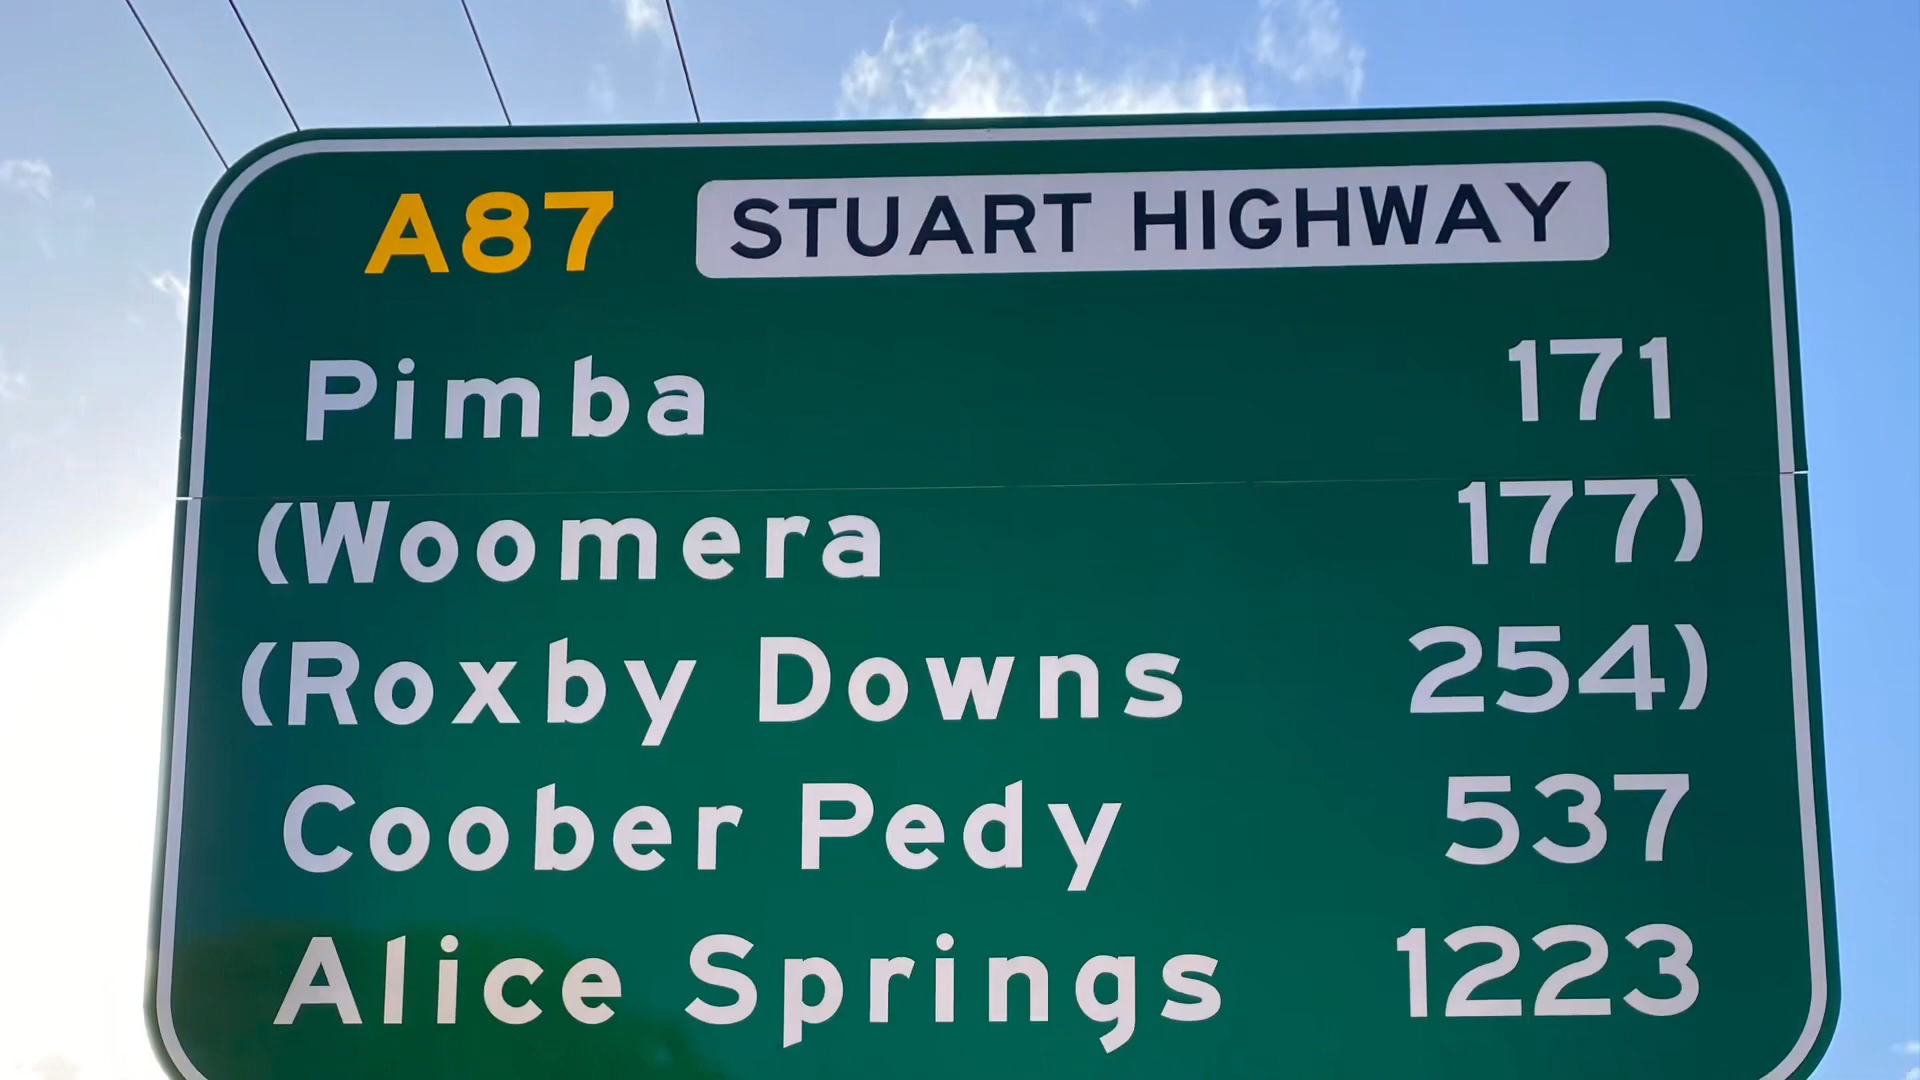 A87 STUART HIGHWAY
Pimba 171
(Woomera 177)
(Roxby Downs 254)
Coober Pedy 537
Alice Springs 1223